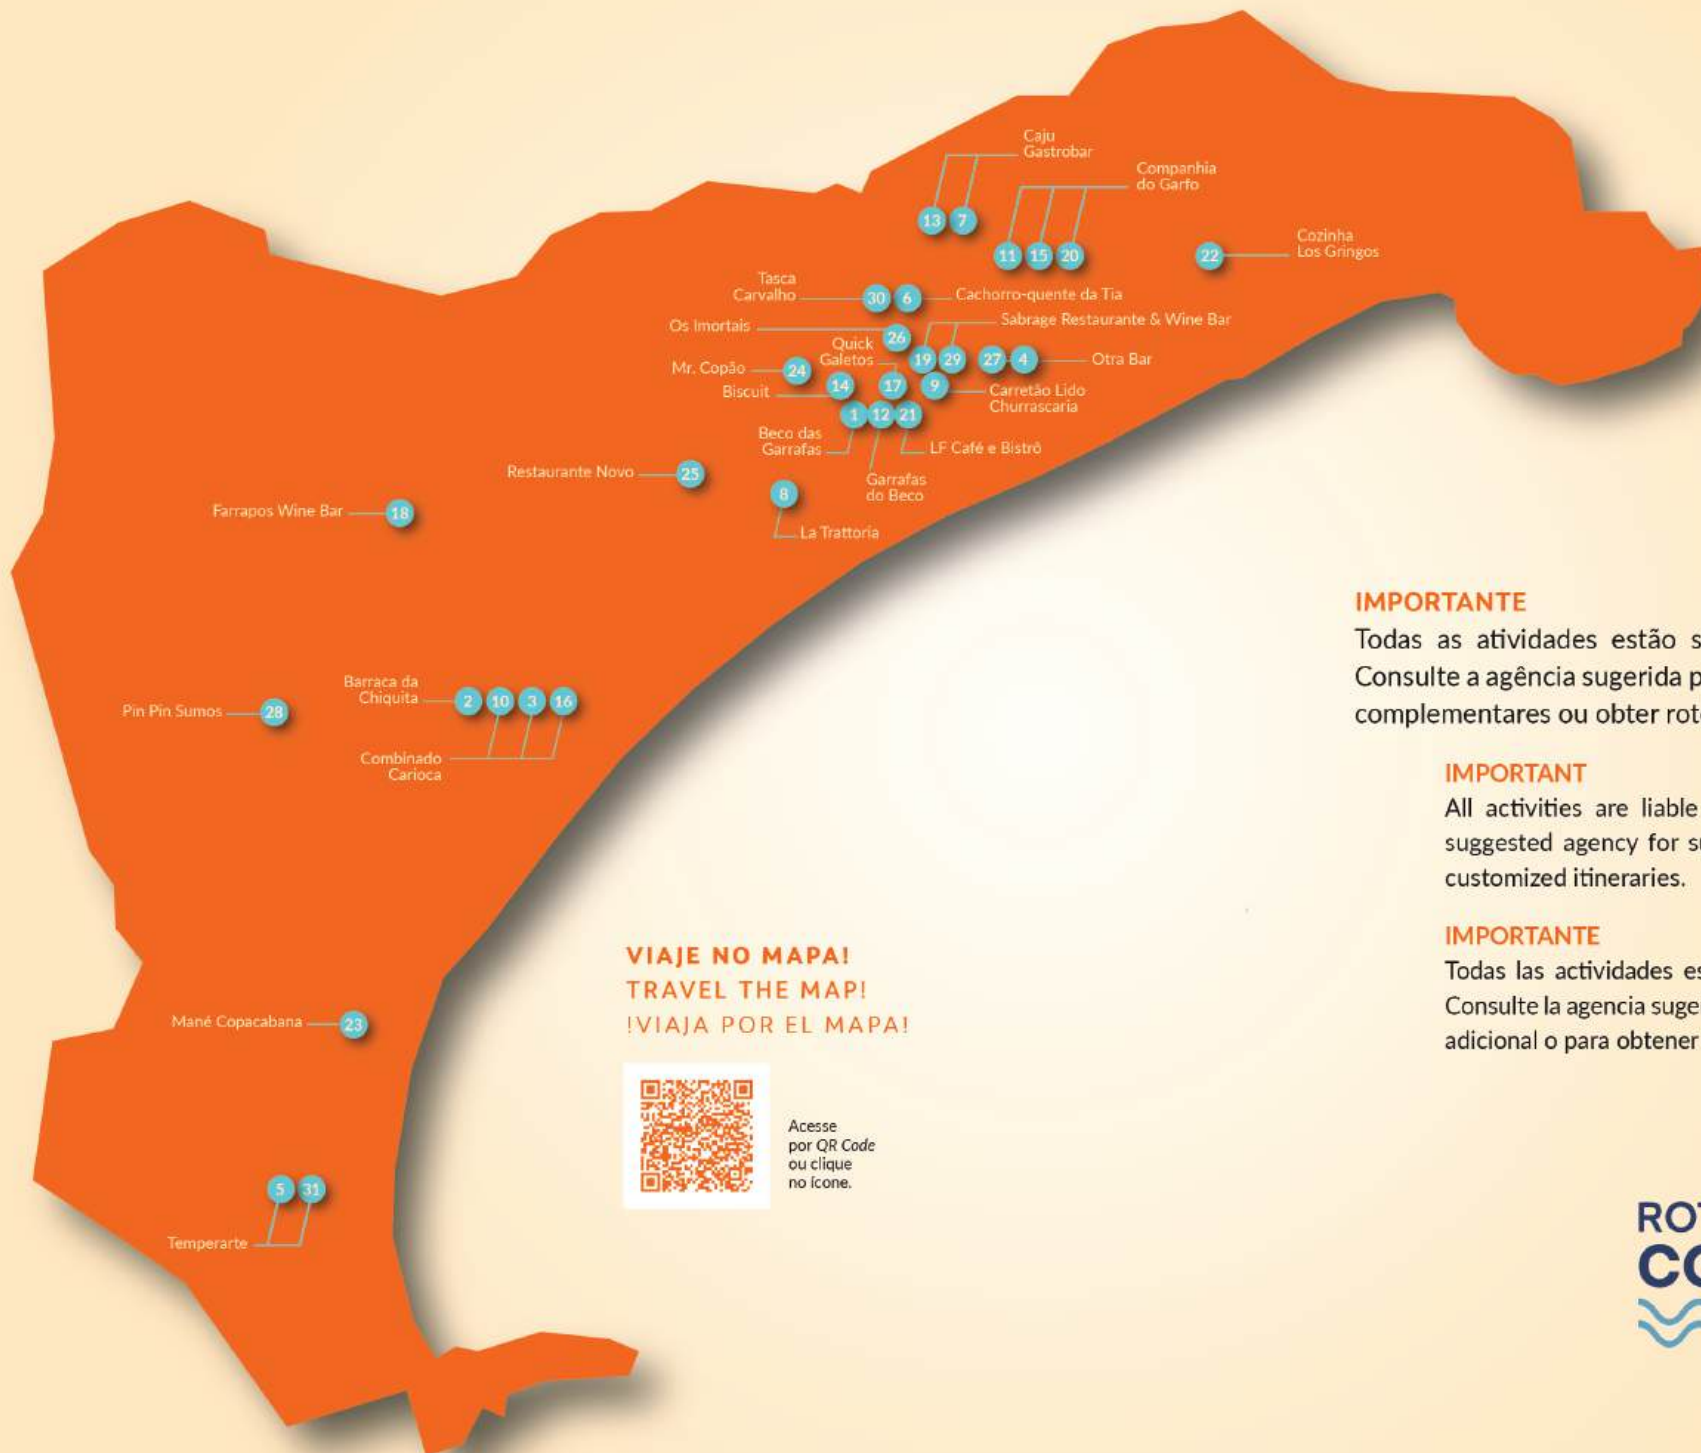 Caju
Gastrobar
Companhia
do Garfo
13 7
11 15 20
22
Cozinha
Los Gringos
Tasca
Carvalho
30 6
Cachorro-quente da Tia
Os Imortais
26
Sabrage Restaurante & Wine Bar
Quick
Galetos
19 29 27 4
Otra Bar
Mr. Copão
24
Biscuit
14 17 9
Carretão Lido
Churrascaria
1 12 21
Beco das
Garrafas
LF Café e Bistrô
Garrafas
do Beco
Restaurante Novo
25
8
La Trattoria
Farrapos Wine Bar
18
Barraca da
Chiquita
2 10 3 16
Pin Pin Sumos
28
Combinado
Carioca
Mané Copacabana
23
5 31
Temperarte
VIAJE NO MAPA!
TRAVEL THE MAP!
!VIAJA POR EL MAPA!
Acesse
por QR Code
ou clique
no ícone.
IMPORTANTE
Todas as atividades estão s
Consulte a agência sugerida p
complementares ou obter rot
IMPORTANT
All activities are liable
suggested agency for su
customized itineraries.
IMPORTANTE
Todas las actividades es
Consulte la agencia suge
adicional o para obtener
ROT
CO